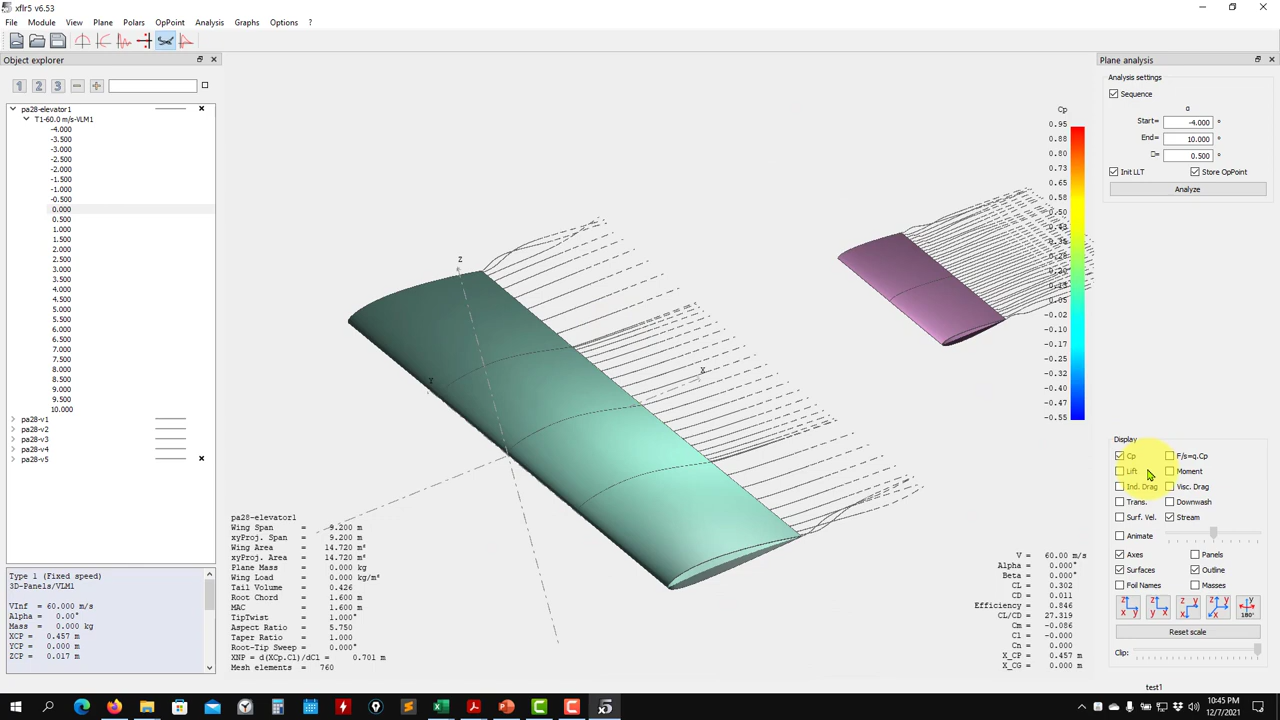 xflr5 v6.53
File Module View Plane Polars OpPoint Analysis Graphs Options ?
Object explorer
1 2 3
pa28-elevator1
T1-60.0 m/s-VLM1
-4.000
-3.500
-3.000
-2.500
-2.000
-1.500
-1.000
-0.500
0.000
0.500
1.000
1.500
2.000
2.500
3.000
3.500
4.000
4.500
5.000
5.500
6.000
6.500
7.000
7.500
8.000
8.500
9.000
9.500
10.000
pa28-v1
pa28-v2
pa28-v3
pa28-v4
pa28-v5
Type 1 (Fixed speed)
3D-Panels/VLM1
VInf = 60.000 m/s
Alpha = 0.00°
Mass = 0.000 kg
XCP = 0.457 m
YCP = 0.000 m
ZCP = 0.017 m
Z
X
Y
pa28-elevator1
Wing Span = 9.200 m
xyProj. Span = 9.200 m
Wing Area = 14.720 m²
xyProj. Area = 14.720 m²
Plane Mass = 0.000 kg
Wing Load = 0.000 kg/m²
Tail Volume = 0.426
Root Chord = 1.600 m
MAC = 1.600 m
TipTwist = 1.000°
Aspect Ratio = 5.750
Taper Ratio = 1.000
Root-Tip Sweep = 0.000°
XNP = d(XCp.Cl)/dCl = 0.701 m
Mesh elements = 760
Cp
0.95
0.88
0.80
0.73
0.65
0.58
0.50
0.43
0.35
0.28
0.20
0.13
0.05
-0.02
-0.10
-0.17
-0.25
-0.32
-0.40
-0.47
-0.55
V = 60.00 m/s
Alpha = 0.000°
Beta = 0.000°
CL = 0.302
CD = 0.011
Efficiency = 0.846
CL/CD = 27.319
Cm = -0.086
Cl = -0.000
Cn = -0.000
X_CP = 0.457 m
X_CG = 0.000 m
Plane analysis
Analysis settings
Sequence
α
Start= -4.000 °
End= 10.000 °
= 0.500 °
Init LLT Store OpPoint
Analyze
Display
Cp F/s=q.Cp
Lift Moment
Ind. Drag Visc. Drag
Trans. Downwash
Surf. Vel. Stream
Animate
Axes Panels
Surfaces Outline
Foil Names Masses
Reset scale
Clip:
test1
10:45 PM
12/7/2021